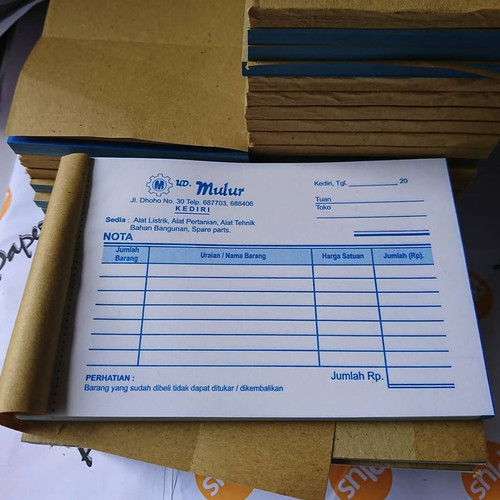 M UD. Mulur
Jl. Dhoho No. 30 Telp. 687703, 688406
KEDIRI
Sedia : Alat Listrik, Alat Pertanian, Alat Tehnik
Bahan Bangunan, Spare parts.
Kediri, Tgl. 20
Tuan
Toko
NOTA
Jumlah Barang Uraian / Nama Barang Harga Satuan Jumlah (Rp).
Jumlah Rp.
PERHATIAN :
Barang yang sudah dibeli tidak dapat ditukar / dikembalikan
plus